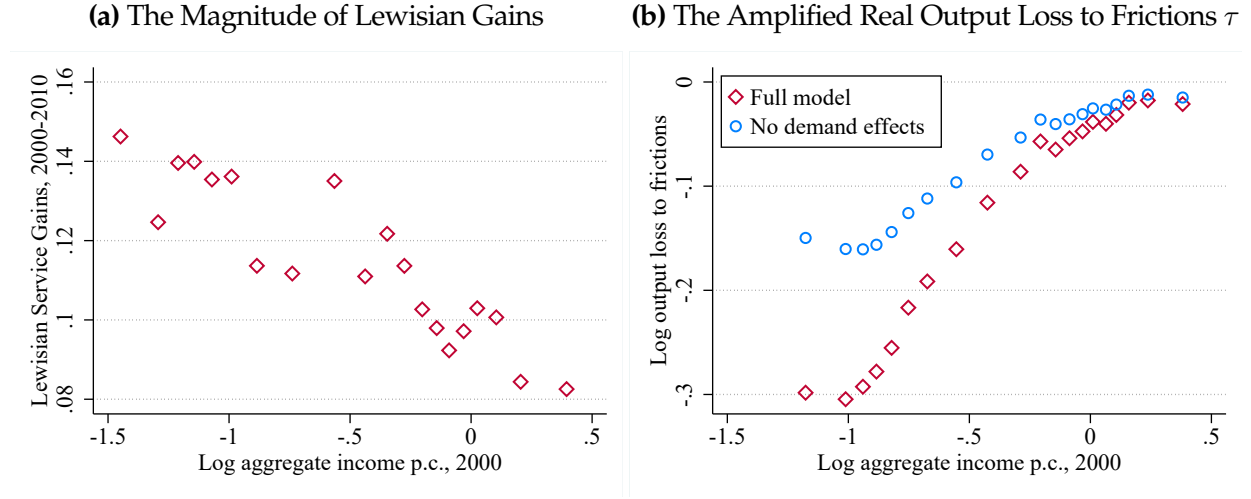 (a) The Magnitude of Lewisian Gains
Lewisian Service Gains, 2000-2010
.16
.14
.12
.1
.08
-1.5 -1 -.5 0 .5
Log aggregate income p.c., 2000
(b) The Amplified Real Output Loss to Frictions τ
Log output loss to frictions
0
-.1
-.2
-.3
Full model
No demand effects
-1.5 -1 -.5 0 .5
Log aggregate income p.c., 2000